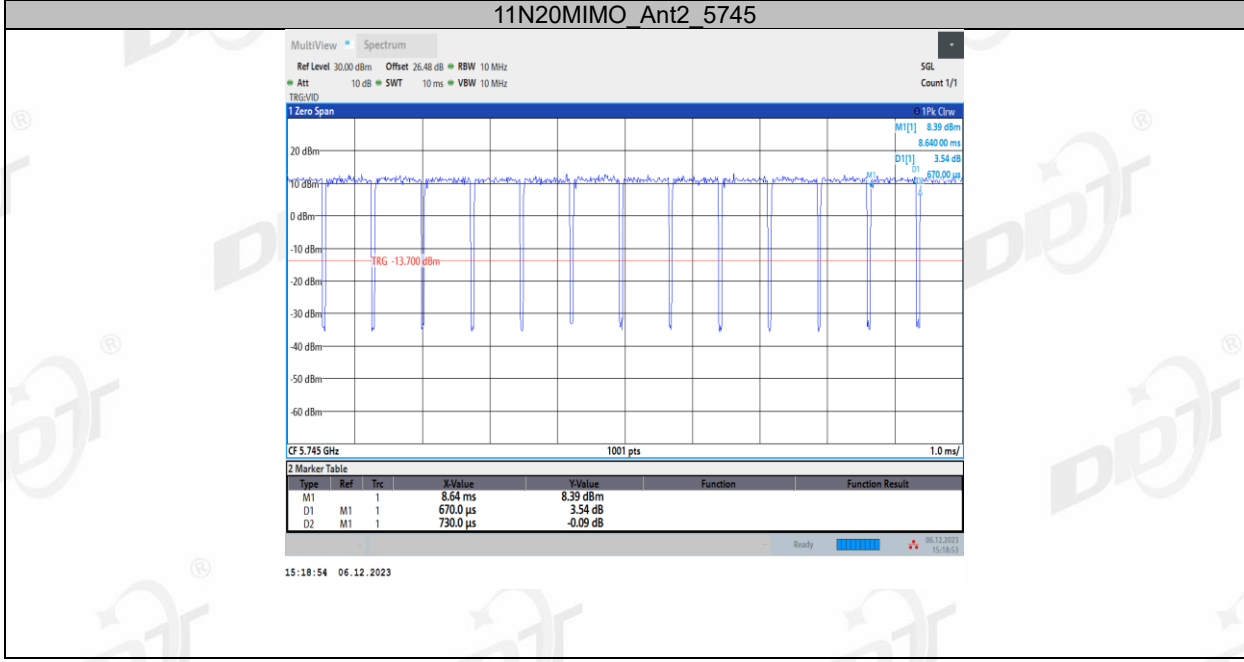 11N20MIMO_Ant2_5745
MultiView Spectrum
Ref Level 30.00 dBm Offset 26.48 dB RBW 10 MHz SGL
Att 10 dB SWT 10 ms VBW 10 MHz Count 1/1
TRG:VID
1 Zero Span 1Pk Clrw
M1[1] 8.39 dBm
8.640 00 ms
20 dBm
D1[1] 3.54 dB
M1 D1 670.00 µs
10 dBm
0 dBm
-10 dBm
TRG -13.700 dBm
-20 dBm
-30 dBm
-40 dBm
-50 dBm
-60 dBm
CF 5.745 GHz 1001 pts 1.0 ms/
2 Marker Table
Type Ref Trc X-Value Y-Value Function Function Result
M1 1 8.64 ms 8.39 dBm
D1 M1 1 670.0 µs 3.54 dB
D2 M1 1 730.0 µs -0.09 dB
Ready 06.12.2023
15:18:53
15:18:54 06.12.2023